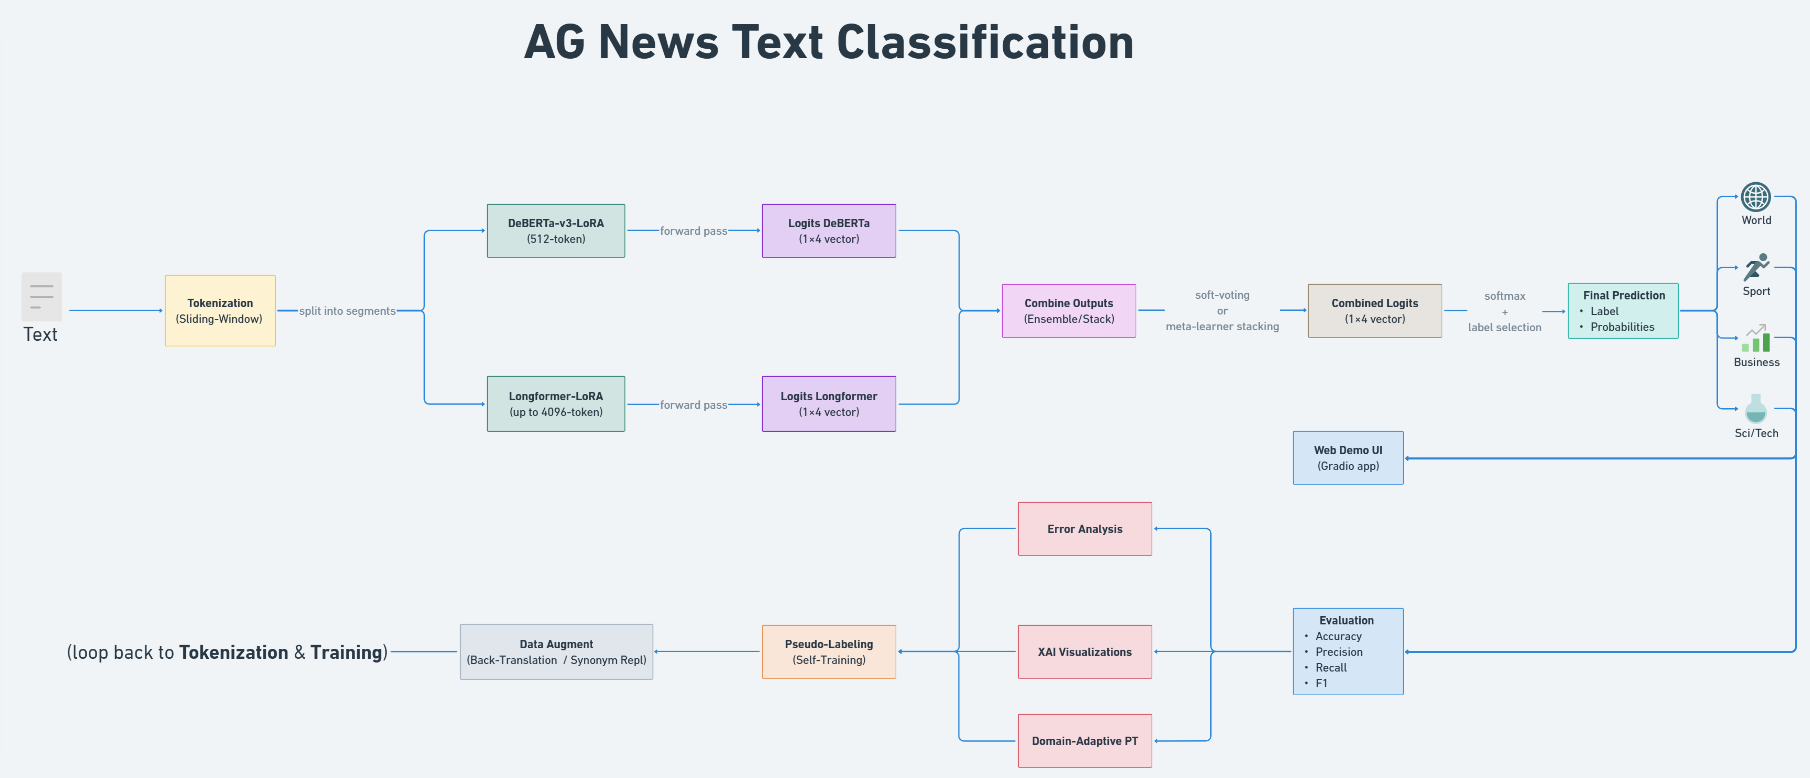 AG News Text Classification
Text
Tokenization
(Sliding-Window)
split into segments
DeBERTa-v3-LoRA
(512-token)
forward pass
Logits DeBERTa
(1×4 vector)
Longformer-LoRA
(up to 4096-token)
forward pass
Logits Longformer
(1×4 vector)
Combine Outputs
(Ensemble/Stack)
soft-voting
or
meta-learner stacking
Combined Logits
(1×4 vector)
softmax
+
label selection
Final Prediction
• Label
• Probabilities
World
Sport
Business
Sci/Tech
Web Demo UI
(Gradio app)
Evaluation
• Accuracy
• Precision
• Recall
• F1
Error Analysis
XAI Visualizations
Domain-Adaptive PT
Pseudo-Labeling
(Self-Training)
Data Augment
(Back-Translation / Synonym Repl)
(loop back to Tokenization & Training)